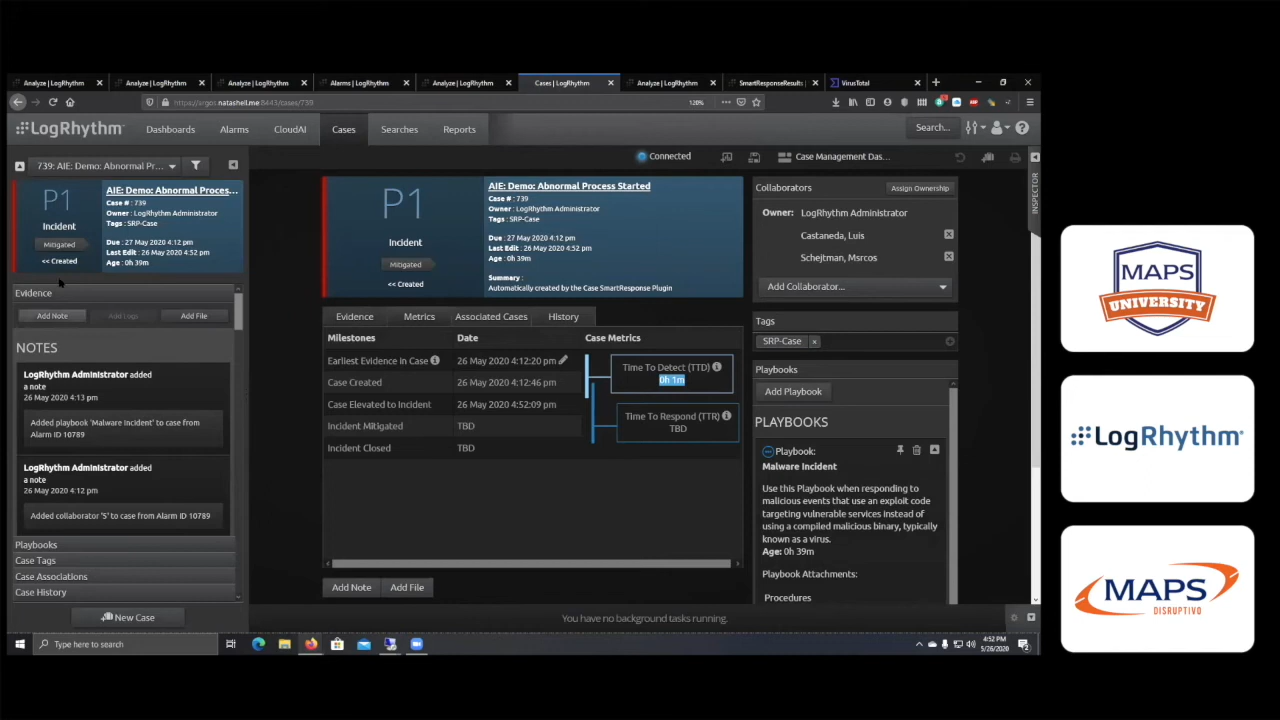 Analyze | LogRhythm
Analyze | LogRhythm
Analyze | LogRhythm
Alarms | LogRhythm
Analyze | LogRhythm
Cases | LogRhythm
Analyze | LogRhythm
SmartResponseResults |
VirusTotal
https://argos.natashell.me:8443/cases/739
120%
LogRhythm
Dashboards
Alarms
CloudAI
Cases
Searches
Reports
Search...
739: AIE: Demo: Abnormal Pr...
Connected
Case Management Das...
INSPECTOR
P1
Incident
Mitigated
<< Created
AIE: Demo: Abnormal Proces...
Case # : 739
Owner : LogRhythm Administrator
Tags : SRP-Case
Due : 27 May 2020 4:12 pm
Last Edit : 26 May 2020 4:52 pm
Age : 0h 39m
Evidence
Add Note
Add Logs
Add File
NOTES
LogRhythm Administrator added
a note
26 May 2020 4:13 pm
Added playbook 'Malware Incident' to case from
Alarm ID 10789
LogRhythm Administrator added
a note
26 May 2020 4:12 pm
Added collaborator '5' to case from Alarm ID 10789
Playbooks
Case Tags
Case Associations
Case History
New Case
P1
Incident
Mitigated
<< Created
AIE: Demo: Abnormal Process Started
Case # : 739
Owner : LogRhythm Administrator
Tags : SRP-Case
Due : 27 May 2020 4:12 pm
Last Edit : 26 May 2020 4:52 pm
Age : 0h 39m
Summary :
Automatically created by the Case SmartResponse Plugin
Evidence
Metrics
Associated Cases
History
Milestones
Date
Case Metrics
Earliest Evidence in Case
26 May 2020 4:12:20 pm
Case Created
26 May 2020 4:12:46 pm
Case Elevated to Incident
26 May 2020 4:52:09 pm
Incident Mitigated
TBD
Incident Closed
TBD
Time To Detect (TTD)
0h 1m
Time To Respond (TTR)
TBD
Add Note
Add File
Collaborators
Assign Ownership
Owner: LogRhythm Administrator
Castaneda, Luis
Schejtman, Msrcos
Add Collaborator...
Tags
SRP-Case
Playbooks
Add Playbook
PLAYBOOKS
Playbook:
Malware Incident
Use this Playbook when responding to
malicious events that use an exploit code
targeting vulnerable services instead of
using a compiled malicious binary, typically
known as a virus.
Age: 0h 39m
Playbook Attachments:
Procedures
You have no background tasks running.
Type here to search
4:52 PM
5/26/2020
MAPS
UNIVERSITY
LogRhythm
MAPS
DISRUPTIVO